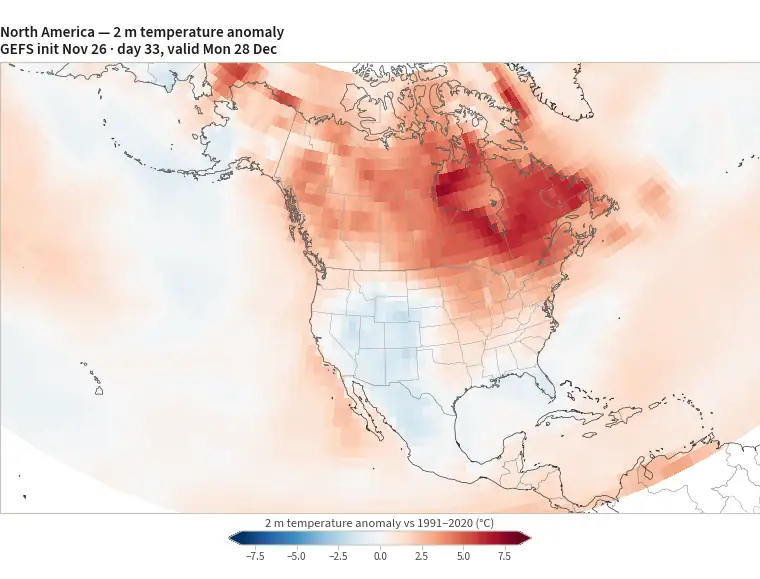 North America — 2 m temperature anomaly
GEFS init Nov 26 · day 33, valid Mon 28 Dec
2 m temperature anomaly vs 1991–2020 (°C)
−7.5 −5.0 −2.5 0.0 2.5 5.0 7.5